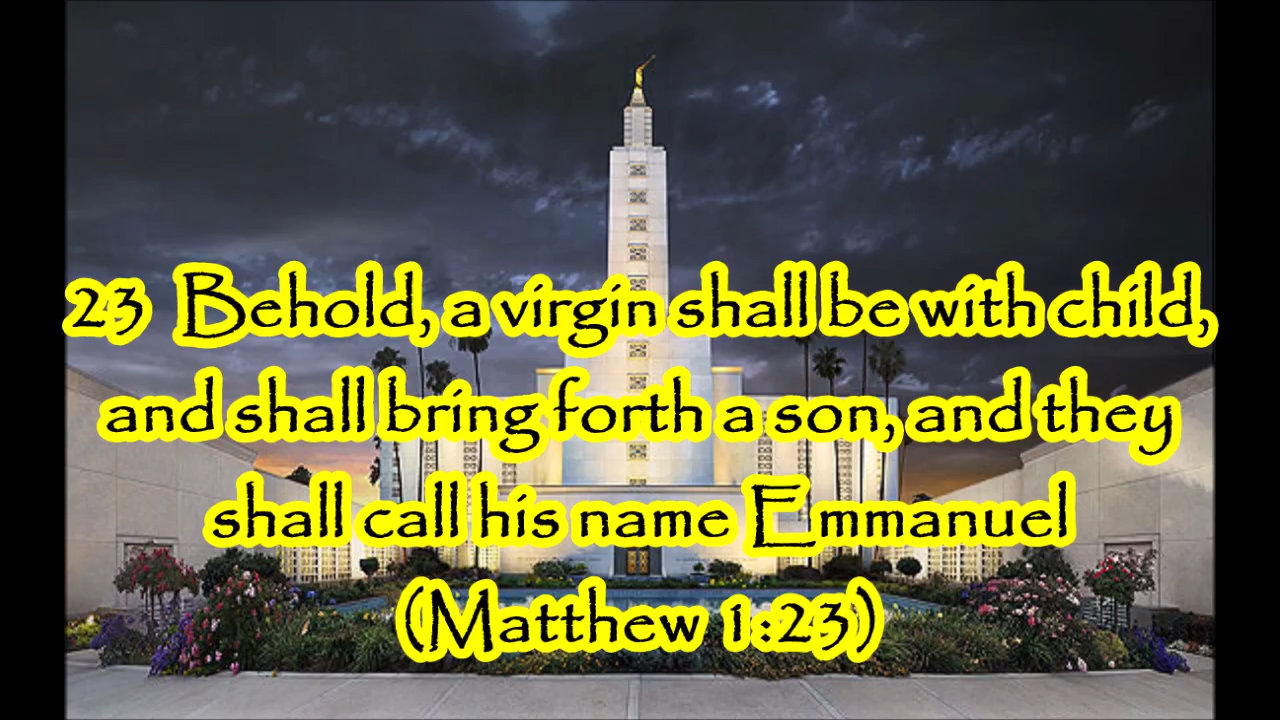 23 Behold, a virgin shall be with child,
and shall bring forth a son, and they
shall call his name Emmanuel
(Matthew 1:23)